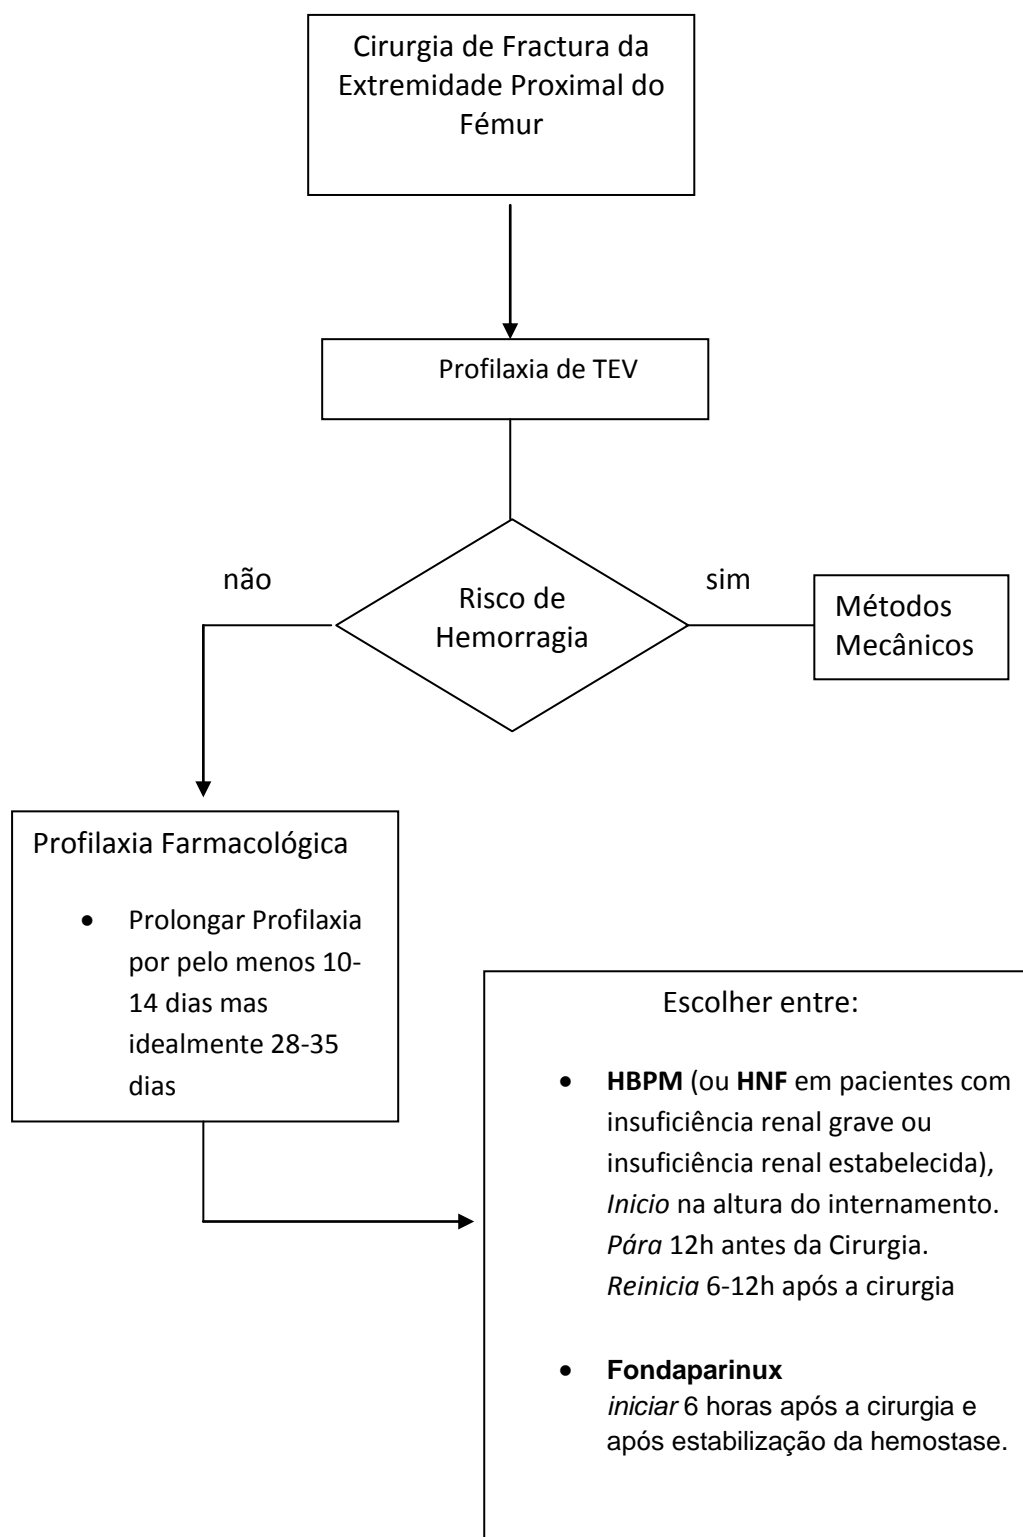 Cirurgia de Fractura da
Extremidade Proximal do
Fémur
Profilaxia de TEV
não
sim
Risco de
Hemorragia
Métodos
Mecânicos
Profilaxia Farmacológica
• Prolongar Profilaxia
por pelo menos 10-
14 dias mas
idealmente 28-35
dias
Escolher entre:
• HBPM (ou HNF em pacientes com
insuficiência renal grave ou
insuficiência renal estabelecida),
Inicio na altura do internamento.
Pára 12h antes da Cirurgia.
Reinicia 6-12h após a cirurgia
• Fondaparinux
iniciar 6 horas após a cirurgia e
após estabilização da hemostase.